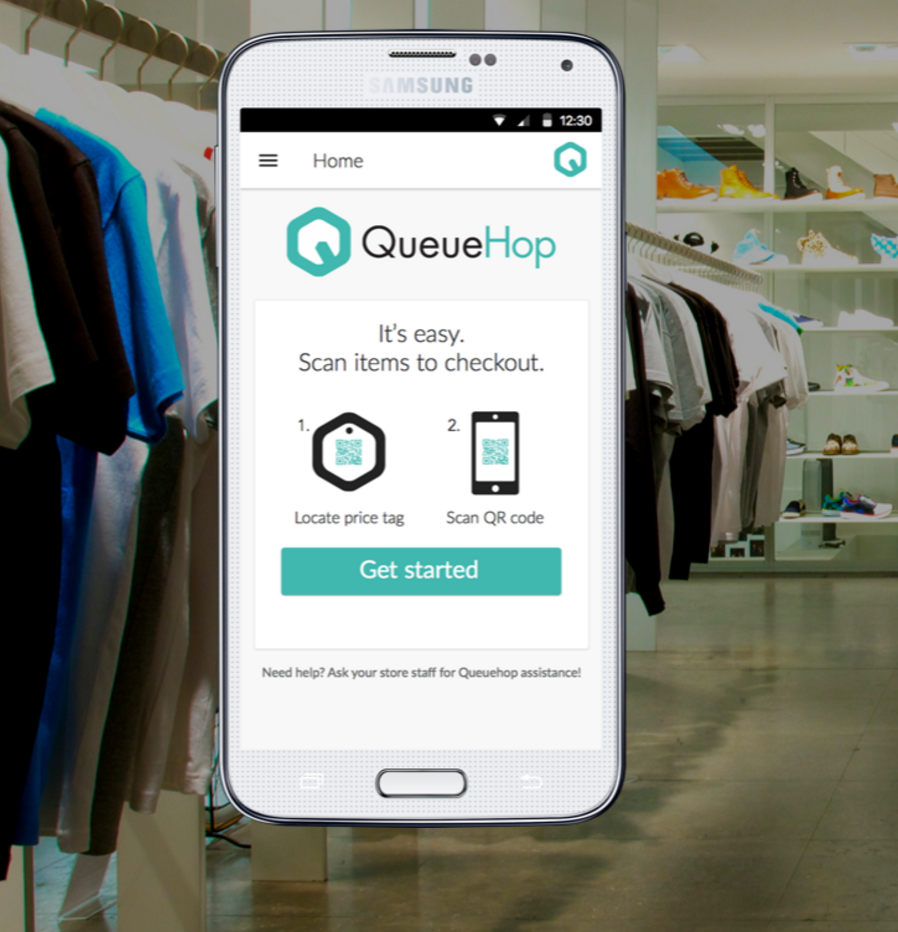 SAMSUNG
12:30
Home
QueueHop
It's easy.
Scan items to checkout.
1.
2.
Locate price tag
Scan QR code
Get started
Need help? Ask your store staff for Queuehop assistance!